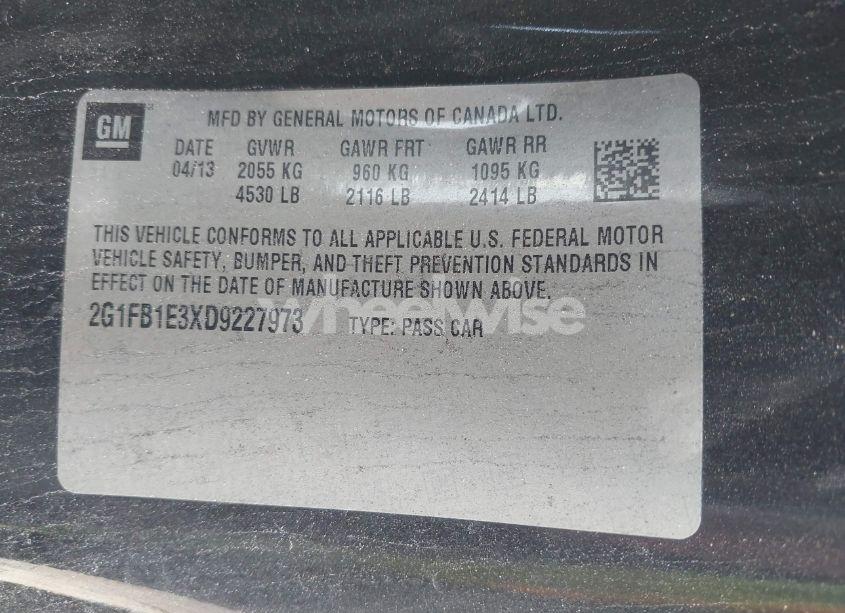 GM
MFD BY GENERAL MOTORS OF CANADA LTD.
DATE GVWR GAWR FRT GAWR RR
04/13 2055 KG 960 KG 1095 KG
4530 LB 2116 LB 2414 LB
THIS VEHICLE CONFORMS TO ALL APPLICABLE U.S. FEDERAL MOTOR
VEHICLE SAFETY, BUMPER, AND THEFT PREVENTION STANDARDS IN
EFFECT ON THE DATE OF MANUFACTURE SHOWN ABOVE.
2G1FB1E3XD9227973 TYPE: PASS CAR
wheelwise